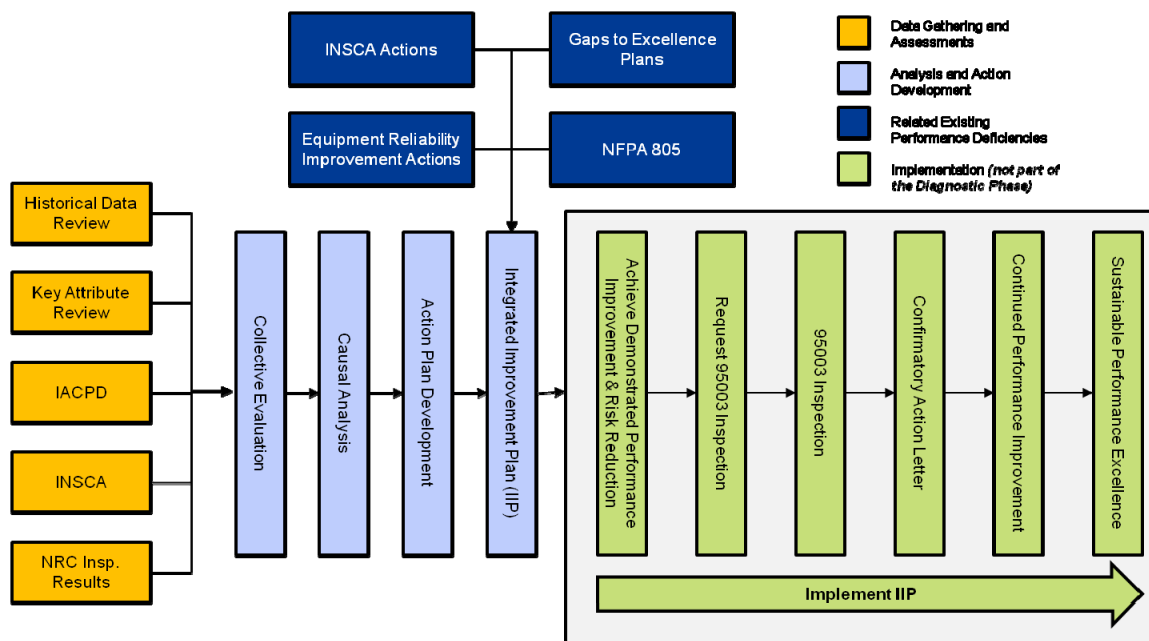 INSCA Actions
Gaps to Excellence
Plans
Equipment Reliability
Improvement Actions
NFPA 805
Data Gathering and
Assessments
Analysis and Action
Development
Related Existing
Performance Deficiencies
Implementation (not part of
the Diagnostic Phase)
Historical Data
Review
Key Attribute
Review
IACPD
INSCA
NRC Insp.
Results
Collective Evaluation
Causal Analysis
Action Plan Development
Integrated Improvement Plan (IIP)
Achieve Demonstrated Performance
Improvement & Risk Reduction
Request 95003 Inspection
95003 Inspection
Confirmatory Action Letter
Continued Performance Improvement
Sustainable Performance Excellence
Implement IIP